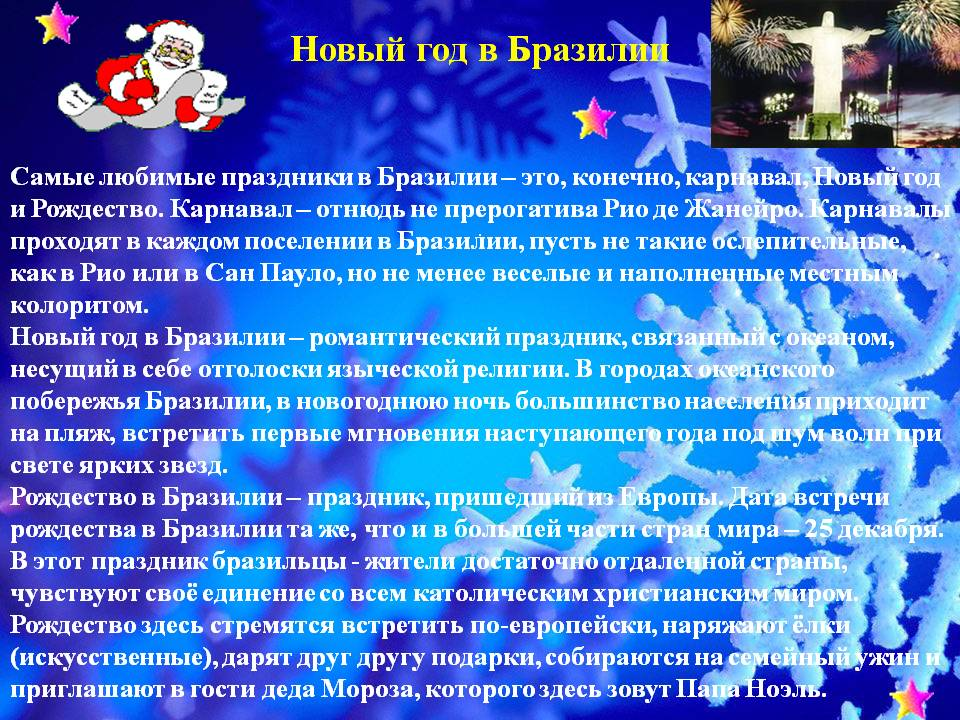 Новый год в Бразилии
Самые любимые праздники в Бразилии – это, конечно, карнавал, Новый год
и Рождество. Карнавал – отнюдь не прерогатива Рио де Жанейро. Карнавалы
проходят в каждом поселении в Бразилии, пусть не такие ослепительные,
как в Рио или в Сан Пауло, но не менее веселые и наполненные местным
колоритом.
Новый год в Бразилии – романтический праздник, связанный с океаном,
несущий в себе отголоски языческой религии. В городах океанского
побережья Бразилии, в новогоднюю ночь большинство населения приходит
на пляж, встретить первые мгновения наступающего года под шум волн при
свете ярких звезд.
Рождество в Бразилии – праздник, пришедший из Европы. Дата встречи
рождества в Бразилии та же, что и в большей части стран мира – 25 декабря.
В этот праздник бразильцы - жители достаточно отдаленной страны,
чувствуют своё единение со всем католическим христианским миром.
Рождество здесь стремятся встретить по-европейски, наряжают ёлки
(искусственные), дарят друг другу подарки, собираются на семейный ужин и
приглашают в гости деда Мороза, которого здесь зовут Папа Ноэль.